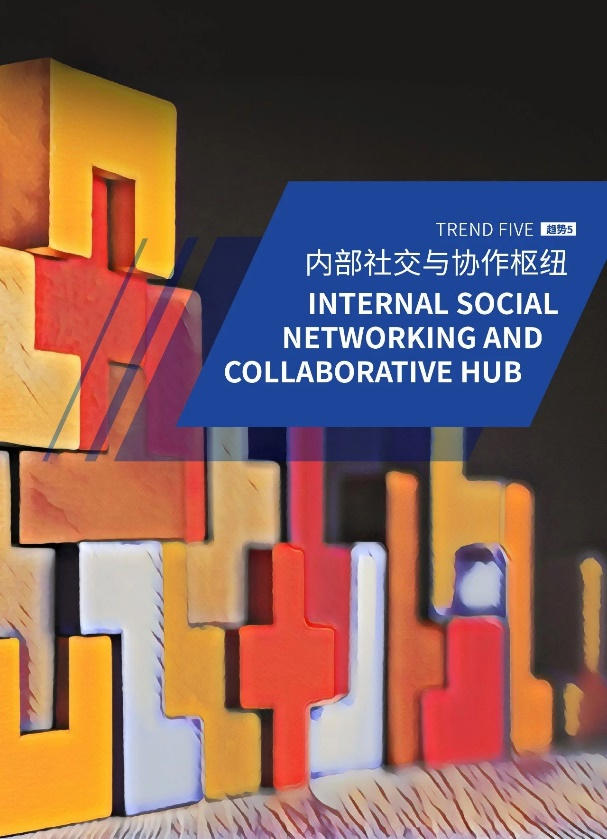 TREND FIVE 趋势5
内部社交与协作枢纽
INTERNAL SOCIAL
NETWORKING AND
COLLABORATIVE HUB